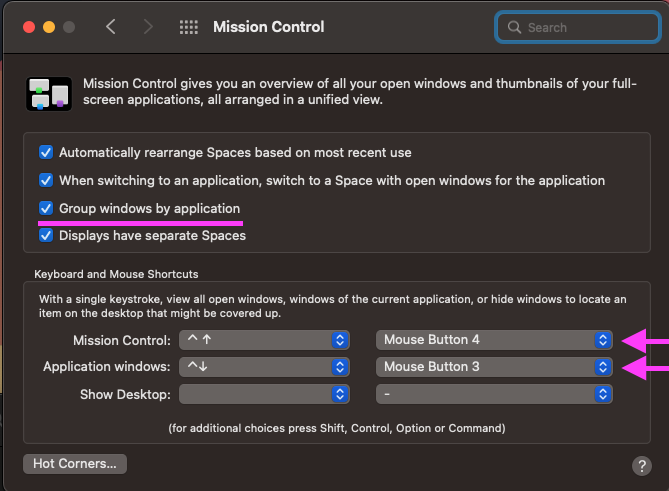 Mission Control
Search
Mission Control gives you an overview of all your open windows and thumbnails of your full-
screen applications, all arranged in a unified view.
Automatically rearrange Spaces based on most recent use
When switching to an application, switch to a Space with open windows for the application
Group windows by application
Displays have separate Spaces
Keyboard and Mouse Shortcuts
With a single keystroke, view all open windows, windows of the current application, or hide windows to locate an
item on the desktop that might be covered up.
Mission Control: ^↑ Mouse Button 4
Application windows: ^↓ Mouse Button 3
Show Desktop: -
(for additional choices press Shift, Control, Option or Command)
Hot Corners... ?